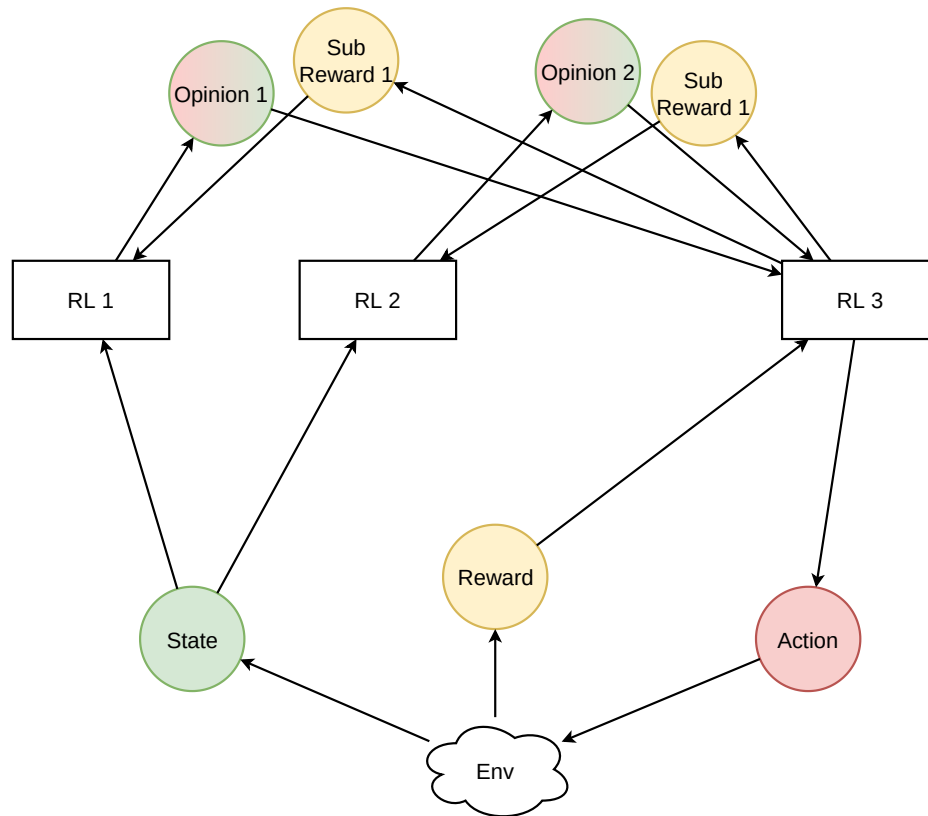 Opinion 1
Sub
Reward 1
Opinion 2
Sub
Reward 1
RL 1
RL 2
RL 3
Reward
State
Action
Env